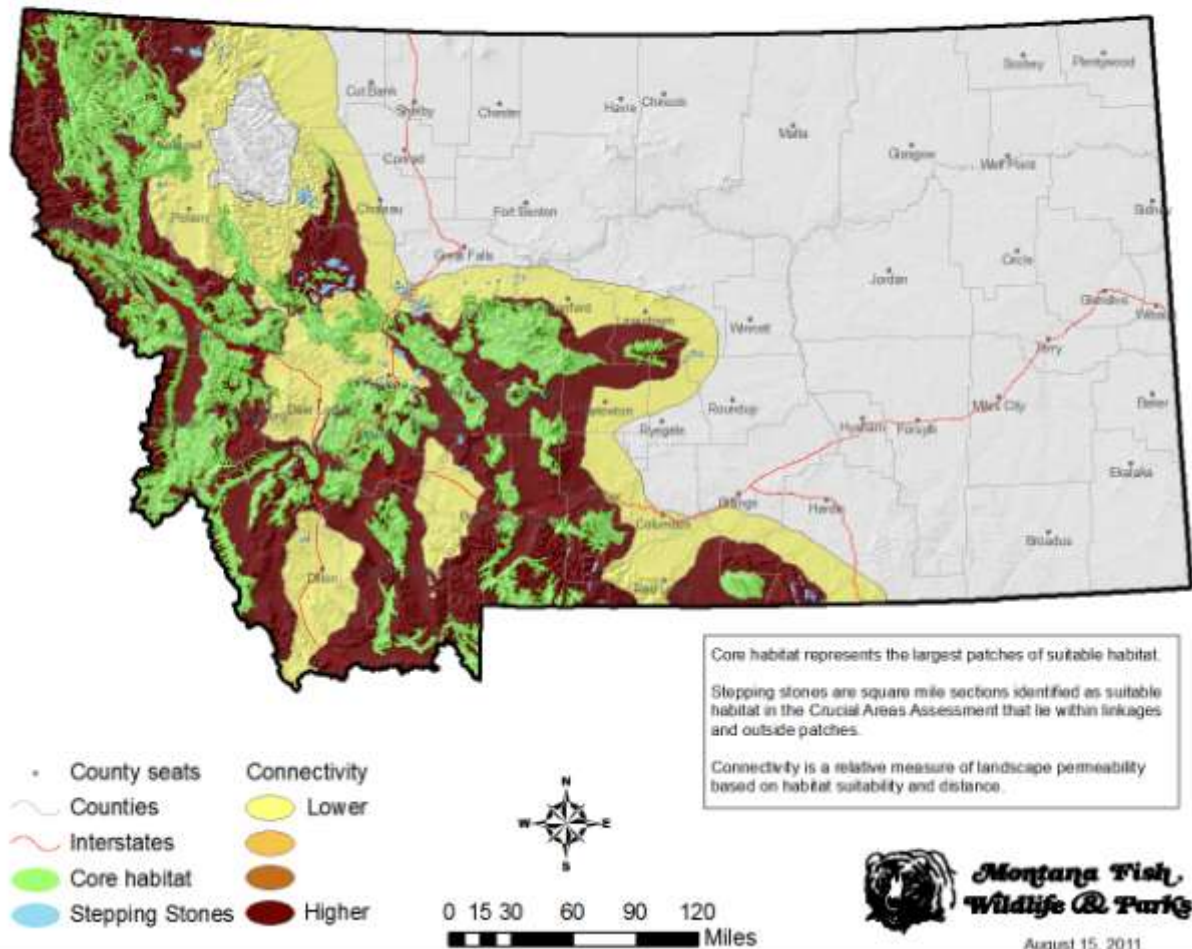 Cut Bank
Shelby
Chester
Havre
Chinook
Malta
Scobey
Plentywood
Glasgow
Wolf Point
Sidney
Conrad
Choteau
Fort Benton
Polson
Great Falls
Jordan
Circle
Glendive
Terry
Winnett
Miles City
Baker
Roundup
Ryegate
Hysham
Forsyth
Ekalaka
Billings
Hardin
Columbus
Broadus
Dillon
Deer Lodge
Core habitat represents the largest patches of suitable habitat.
Stepping stones are square mile sections identified as suitable
habitat in the Crucial Areas Assessment that lie within linkages
and outside patches.
Connectivity is a relative measure of landscape permeability
based on habitat suitability and distance.
County seats
Counties
Interstates
Core habitat
Stepping Stones
Connectivity
Lower
Higher
N
W E
S
0 15 30 60 90 120
Miles
Montana Fish,
Wildlife & Parks
August 15, 2011